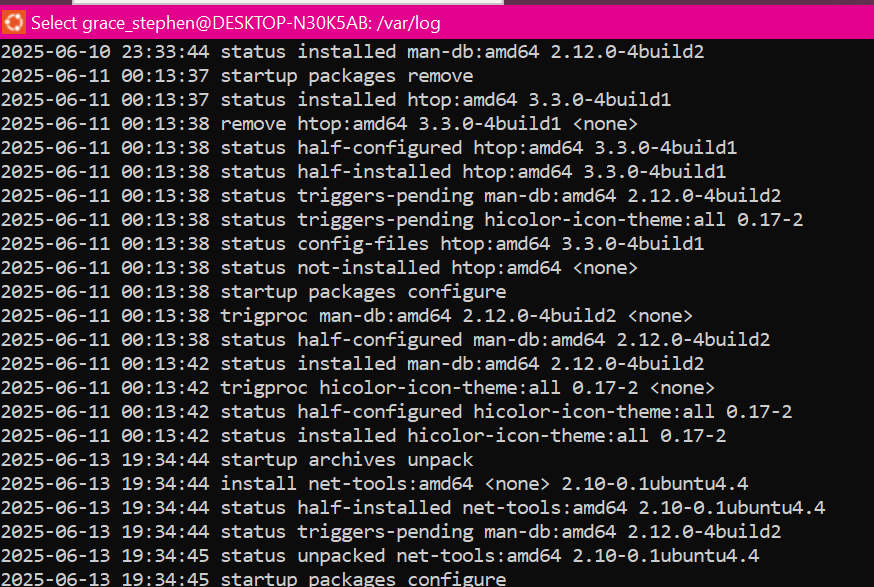 Select grace_stephen@DESKTOP-N30K5AB: /var/log
2025-06-10 23:33:44 status installed man-db:amd64 2.12.0-4build2
2025-06-11 00:13:37 startup packages remove
2025-06-11 00:13:37 status installed htop:amd64 3.3.0-4build1
2025-06-11 00:13:38 remove htop:amd64 3.3.0-4build1 <none>
2025-06-11 00:13:38 status half-configured htop:amd64 3.3.0-4build1
2025-06-11 00:13:38 status half-installed htop:amd64 3.3.0-4build1
2025-06-11 00:13:38 status triggers-pending man-db:amd64 2.12.0-4build2
2025-06-11 00:13:38 status triggers-pending hicolor-icon-theme:all 0.17-2
2025-06-11 00:13:38 status config-files htop:amd64 3.3.0-4build1
2025-06-11 00:13:38 status not-installed htop:amd64 <none>
2025-06-11 00:13:38 startup packages configure
2025-06-11 00:13:38 trigproc man-db:amd64 2.12.0-4build2 <none>
2025-06-11 00:13:38 status half-configured man-db:amd64 2.12.0-4build2
2025-06-11 00:13:42 status installed man-db:amd64 2.12.0-4build2
2025-06-11 00:13:42 trigproc hicolor-icon-theme:all 0.17-2 <none>
2025-06-11 00:13:42 status half-configured hicolor-icon-theme:all 0.17-2
2025-06-11 00:13:42 status installed hicolor-icon-theme:all 0.17-2
2025-06-13 19:34:44 startup archives unpack
2025-06-13 19:34:44 install net-tools:amd64 <none> 2.10-0.1ubuntu4.4
2025-06-13 19:34:44 status half-installed net-tools:amd64 2.10-0.1ubuntu4.4
2025-06-13 19:34:44 status triggers-pending man-db:amd64 2.12.0-4build2
2025-06-13 19:34:45 status unpacked net-tools:amd64 2.10-0.1ubuntu4.4
2025-06-13 19:34:45 startup packages configure